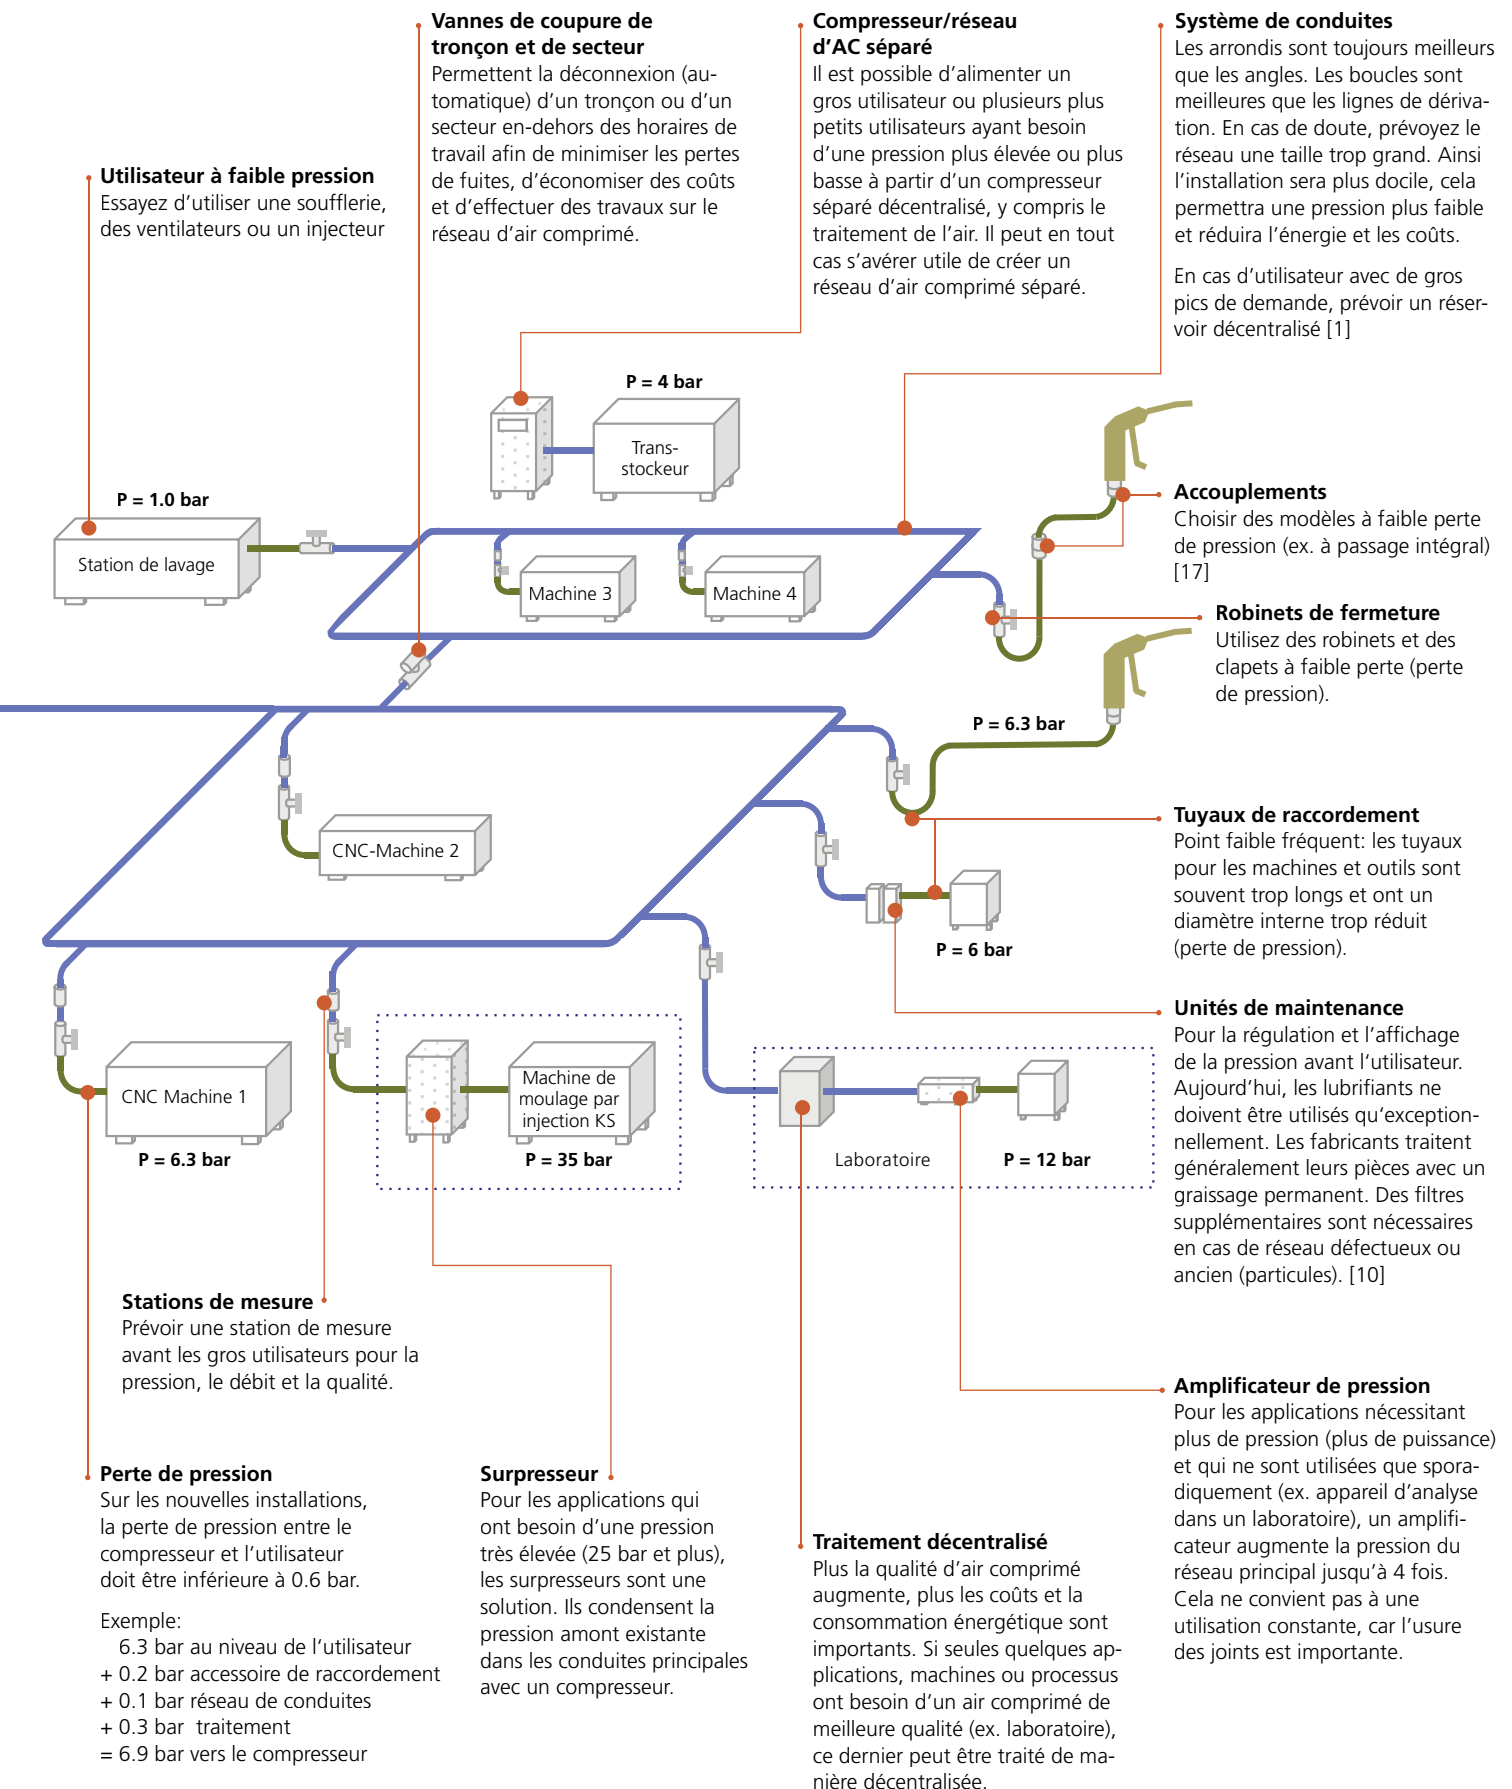 Vannes de coupure de
tronçon et de secteur
Permettent la déconnexion (au-
tomatique) d’un tronçon ou d’un
secteur en-dehors des horaires de
travail afin de minimiser les pertes
de fuites, d’économiser des coûts
et d’effectuer des travaux sur le
réseau d’air comprimé.
Compresseur/réseau
d’AC séparé
Il est possible d’alimenter un
gros utilisateur ou plusieurs plus
petits utilisateurs ayant besoin
d’une pression plus élevée ou plus
basse à partir d’un compresseur
séparé décentralisé, y compris le
traitement de l’air. Il peut en tout
cas s’avérer utile de créer un
réseau d’air comprimé séparé.
Système de conduites
Les arrondis sont toujours meilleurs
que les angles. Les boucles sont
meilleures que les lignes de dériva-
tion. En cas de doute, prévoyez le
réseau une taille trop grand. Ainsi
l’installation sera plus docile, cela
permettra une pression plus faible
et réduira l’énergie et les coûts.
En cas d’utilisateur avec de gros
pics de demande, prévoir un réser-
voir décentralisé [1]
Utilisateur à faible pression
Essayez d’utiliser une soufflerie,
des ventilateurs ou un injecteur
P = 4 bar
Trans-
stockeur
P = 1.0 bar
Station de lavage
Machine 3
Machine 4
Accouplements
Choisir des modèles à faible perte
de pression (ex. à passage intégral)
[17]
Robinets de fermeture
Utilisez des robinets et des
clapets à faible perte (perte
de pression).
P = 6.3 bar
CNC-Machine 2
Tuyaux de raccordement
Point faible fréquent: les tuyaux
pour les machines et outils sont
souvent trop longs et ont un
diamètre interne trop réduit
(perte de pression).
P = 6 bar
Unités de maintenance
Pour la régulation et l’affichage
de la pression avant l’utilisateur.
Aujourd’hui, les lubrifiants ne
doivent être utilisés qu’exception-
nellement. Les fabricants traitent
généralement leurs pièces avec un
graissage permanent. Des filtres
supplémentaires sont nécessaires
en cas de réseau défectueux ou
ancien (particules). [10]
CNC Machine 1
P = 6.3 bar
Machine de
moulage par
injection KS
P = 35 bar
Laboratoire
P = 12 bar
Stations de mesure
Prévoir une station de mesure
avant les gros utilisateurs pour la
pression, le débit et la qualité.
Perte de pression
Sur les nouvelles installations,
la perte de pression entre le
compresseur et l’utilisateur
doit être inférieure à 0.6 bar.
Exemple:
6.3 bar au niveau de l‘utilisateur
+ 0.2 bar accessoire de raccordement
+ 0.1 bar réseau de conduites
+ 0.3 bar traitement
= 6.9 bar vers le compresseur
Surpresseur
Pour les applications qui
ont besoin d’une pression
très élevée (25 bar et plus),
les surpresseurs sont une
solution. Ils condensent la
pression amont existante
dans les conduites principales
avec un compresseur.
Traitement décentralisé
Plus la qualité d’air comprimé
augmente, plus les coûts et la
consommation énergétique sont
importants. Si seules quelques ap-
plications, machines ou processus
ont besoin d’un air comprimé de
meilleure qualité (ex. laboratoire),
ce dernier peut être traité de ma-
nière décentralisée.
Amplificateur de pression
Pour les applications nécessitant
plus de pression (plus de puissance)
et qui ne sont utilisées que spora-
diquement (ex. appareil d’analyse
dans un laboratoire), un amplifi-
cateur augmente la pression du
réseau principal jusqu’à 4 fois.
Cela ne convient pas à une
utilisation constante, car l’usure
des joints est importante.